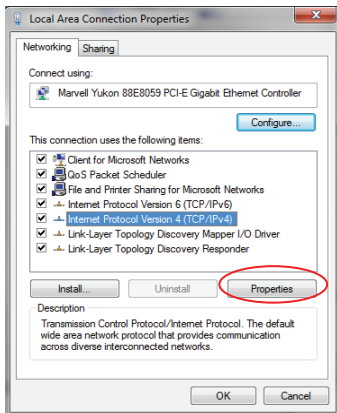 Local Area Connection Properties
Networking
Sharing
Connect using:
Marvell Yukon 88E8059 PCI-E Gigabit Ethernet Controller
Configure...
This connection uses the following items:
Client for Microsoft Networks
QoS Packet Scheduler
File and Printer Sharing for Microsoft Networks
Internet Protocol Version 6 (TCP/IPv6)
Internet Protocol Version 4 (TCP/IPv4)
Link-Layer Topology Discovery Mapper I/O Driver
Link-Layer Topology Discovery Responder
Install...
Uninstall
Properties
Description
Transmission Control Protocol/Internet Protocol. The default
wide area network protocol that provides communication
across diverse interconnected networks.
OK
Cancel